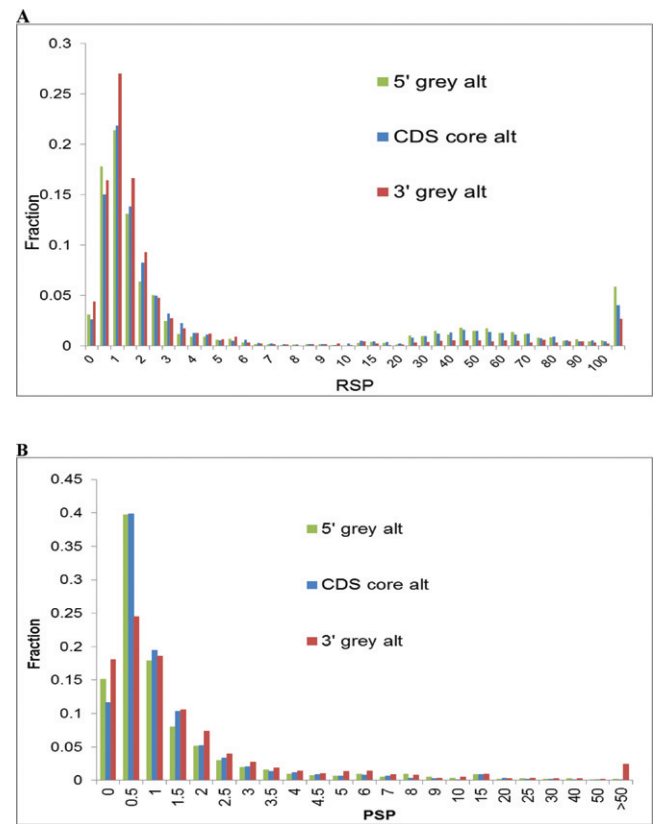 A
0.3
0.25
0.2
0.15
0.1
0.05
0
Fraction
5' grey alt
CDS core alt
3' grey alt
0 1 2 3 4 5 6 7 8 9 10 15 20 30 40 50 60 70 80 90 100
RSP
B
0.45
0.4
0.35
0.3
0.25
0.2
0.15
0.1
0.05
0
Fraction
5' grey alt
CDS core alt
3' grey alt
0 0.5 1 1.5 2 2.5 3 3.5 4 4.5 5 6 7 8 9 10 15 20 25 30 40 50 >50
PSP